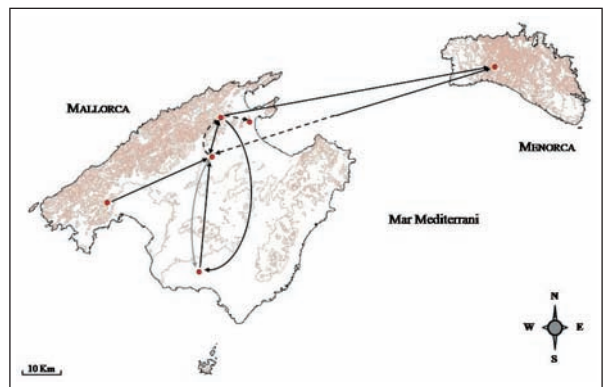 MALLORCA
MENORCA
Mar Mediterrani
N
W E
S
10 Km